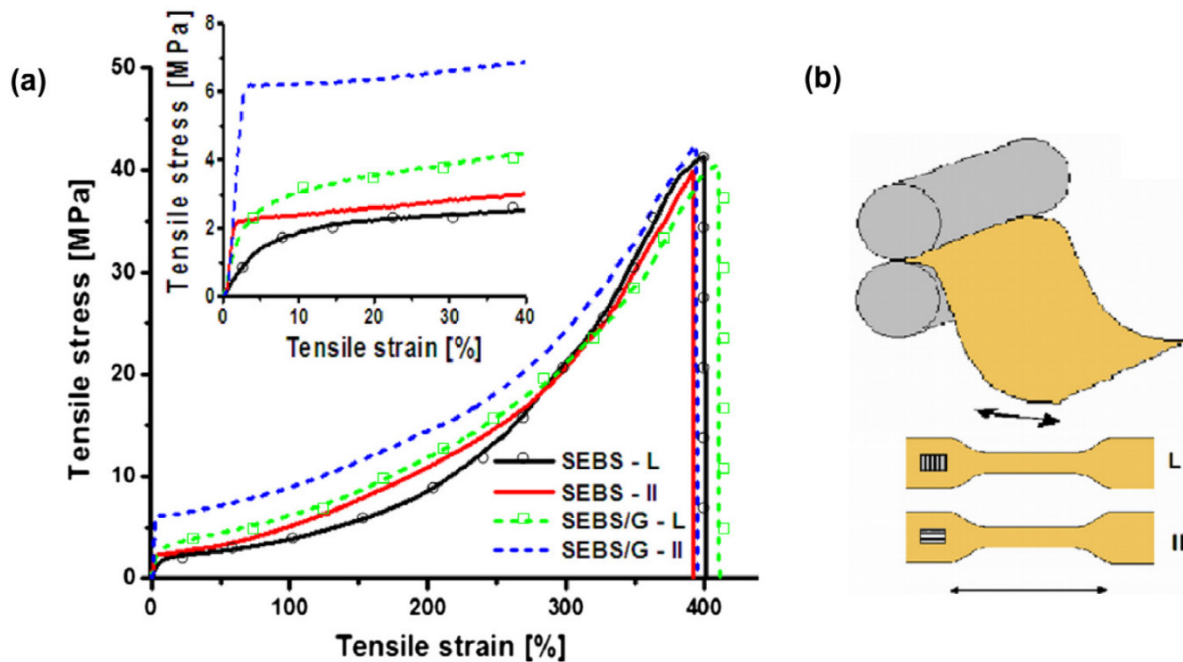 (a)
Tensile stress [MPa]
50
40
30
20
10
0
0 100 200 300 400
Tensile strain [%]
Tensile stress [MPa]
8
6
4
2
0
0 10 20 30 40
Tensile strain [%]
SEBS - L
SEBS - II
SEBS/G - L
SEBS/G - II
(b)
L
II